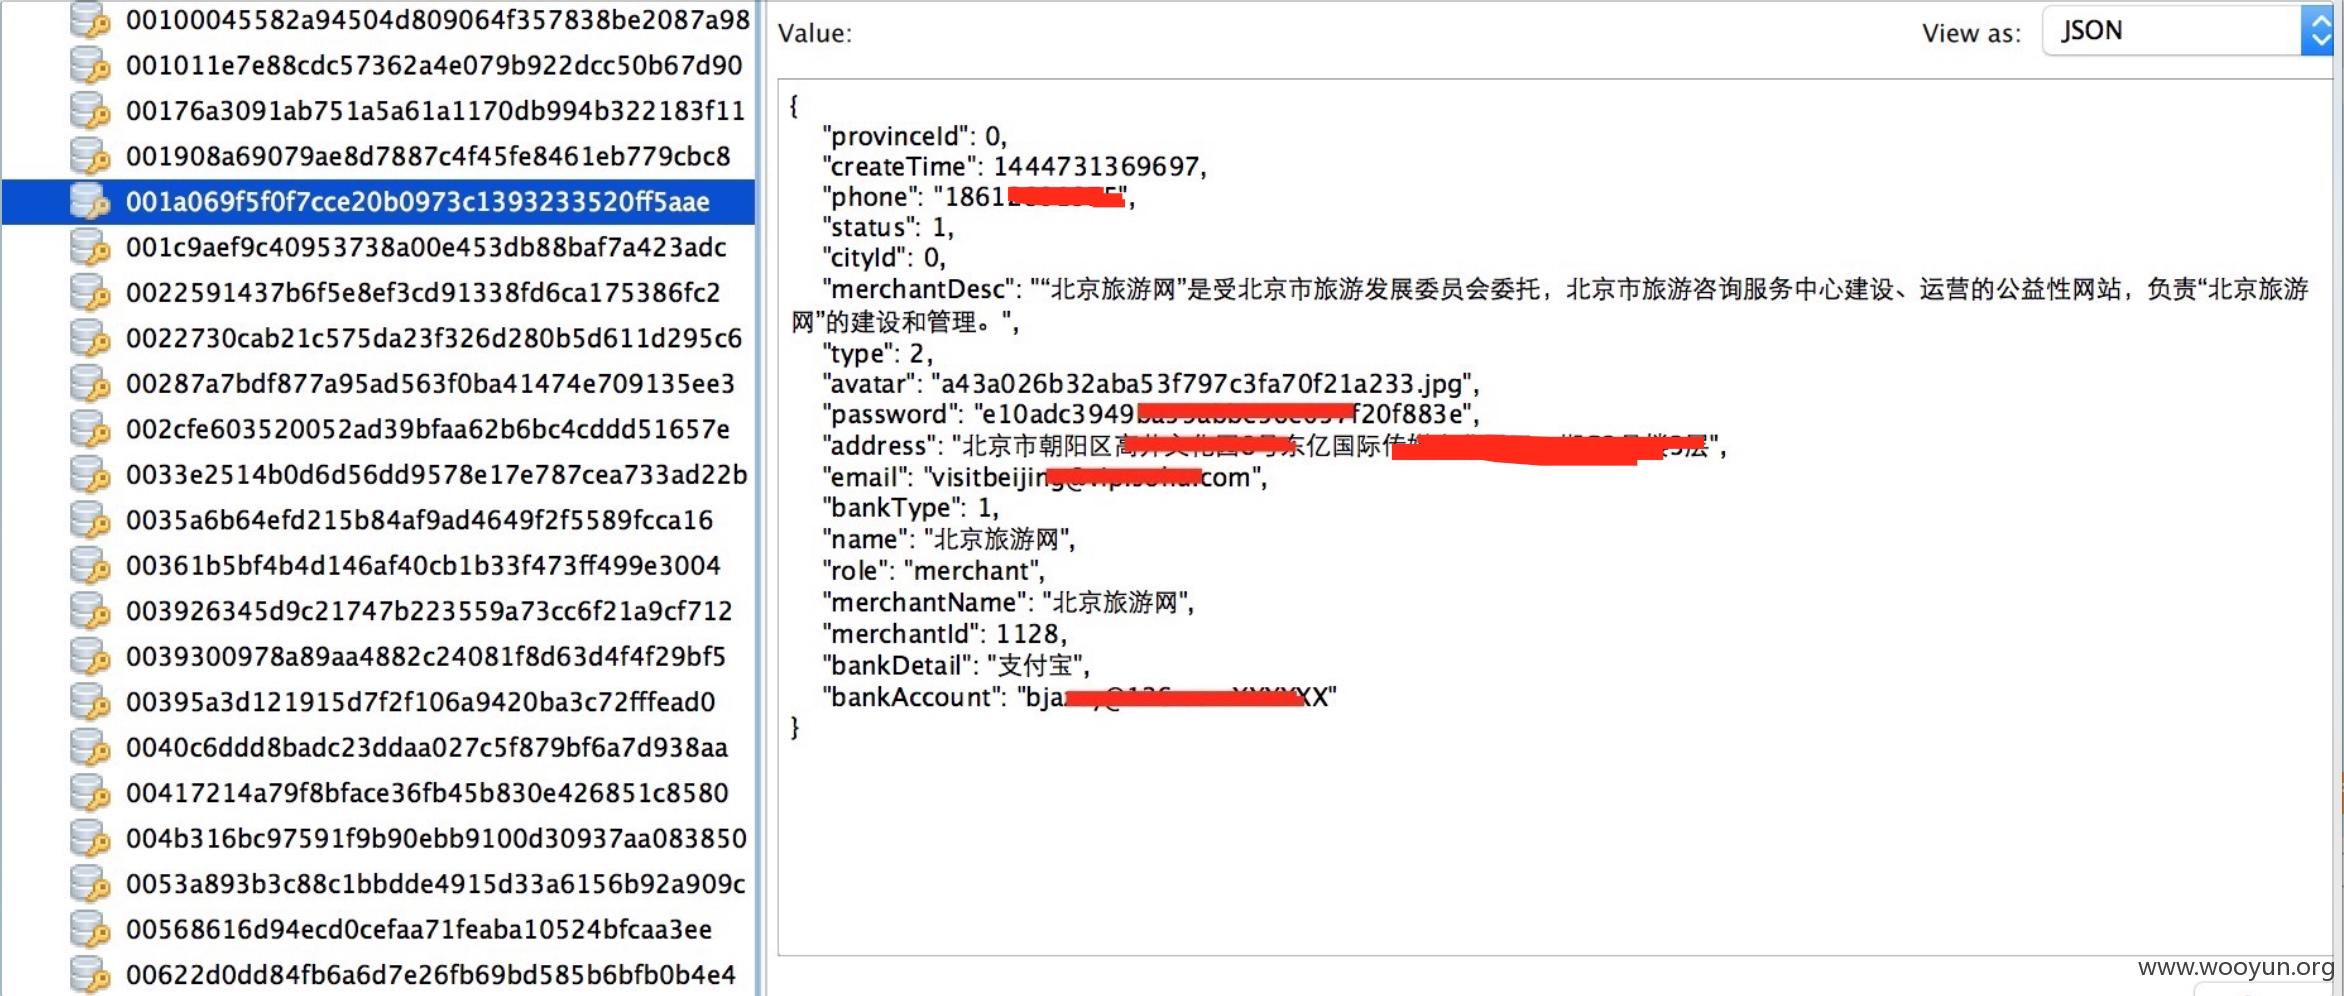 00100045582a94504d809064f357838be2087a98
001011e7e88cdc57362a4e079b922dcc50b67d90
00176a3091ab751a5a61a1170db994b322183f11
001908a69079ae8d7887c4f45fe8461eb779cbc8
001a069f5f0f7cce20b0973c1393233520ff5aae
001c9aef9c40953738a00e453db88baf7a423adc
0022591437b6f5e8ef3cd91338fd6ca175386fc2
0022730cab21c575da23f326d280b5d611d295c6
00287a7bdf877a95ad563f0ba41474e709135ee3
002cfe603520052ad39bfaa62b6bc4cddd51657e
0033e2514b0d6d56dd9578e17e787cea733ad22b
0035a6b64efd215b84af9ad4649f2f5589fcca16
00361b5bf4b4d146af40cb1b33f473ff499e3004
003926345d9c21747b223559a73cc6f21a9cf712
0039300978a89aa4882c24081f8d63d4f4f29bf5
00395a3d121915d7f2f106a9420ba3c72fffead0
0040c6ddd8badc23ddaa027c5f879bf6a7d938aa
00417214a79f8bface36fb45b830e426851c8580
004b316bc97591f9b90ebb9100d30937aa083850
0053a893b3c88c1bbdde4915d33a6156b92a909c
00568616d94ecd0cefaa71feaba10524bfcaa3ee
00622d0dd84fb6a6d7e26fb69bd585b6bfb0b4e4
Value:
View as: JSON
{
"provinceId": 0,
"createTime": 1444731369697,
"phone": "1861",
"status": 1,
"cityId": 0,
"merchantDesc": "“北京旅游网”是受北京市旅游发展委员会委托，北京市旅游咨询服务中心建设、运营的公益性网站，负责“北京旅游
网”的建设和管理。",
"type": 2,
"avatar": "a43a026b32aba53f797c3fa70f21a233.jpg",
"password": "e10adc3949 f20f883e",
"address": "北京市朝阳区 东亿国际 层",
"email": "visitbeijin com",
"bankType": 1,
"name": "北京旅游网",
"role": "merchant",
"merchantName": "北京旅游网",
"merchantId": 1128,
"bankDetail": "支付宝",
"bankAccount": "bja XX"
}
www.wooyun.org